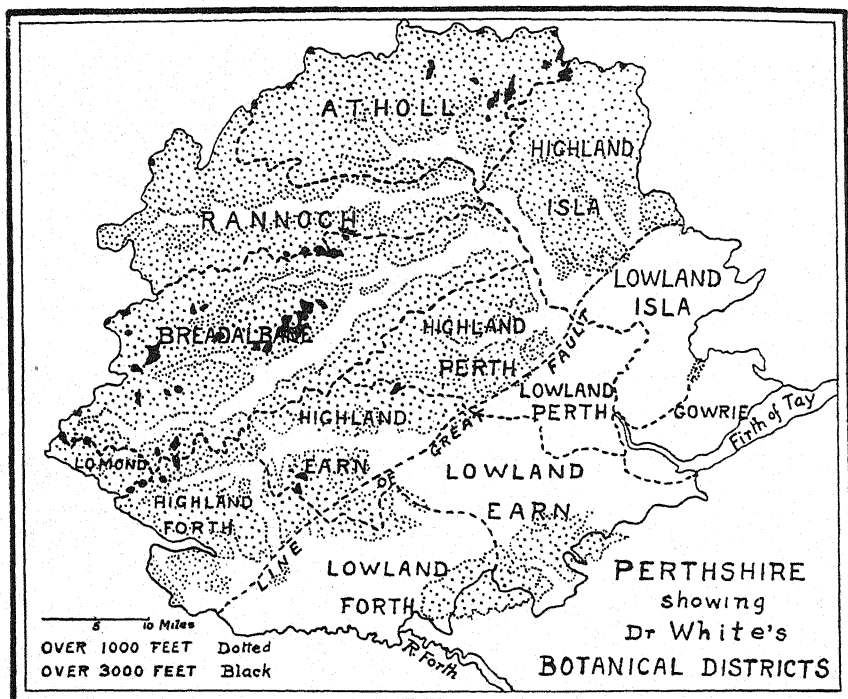 ATHOLL
HIGHLAND
ISLA
RANNOCH
LOWLAND
ISLA
BREADALBANE
HIGHLAND
PERTH
LOWLAND
PERTH
GOWRIE
Firth of Tay
HIGHLAND
EARN
LOMOND
HIGHLAND
FORTH
LINE OF GREAT FAULT
LOWLAND
EARN
LOWLAND
FORTH
R. Forth
5 10 Miles
OVER 1000 FEET Dotted
OVER 3000 FEET Black
PERTHSHIRE
showing
Dr White's
BOTANICAL DISTRICTS